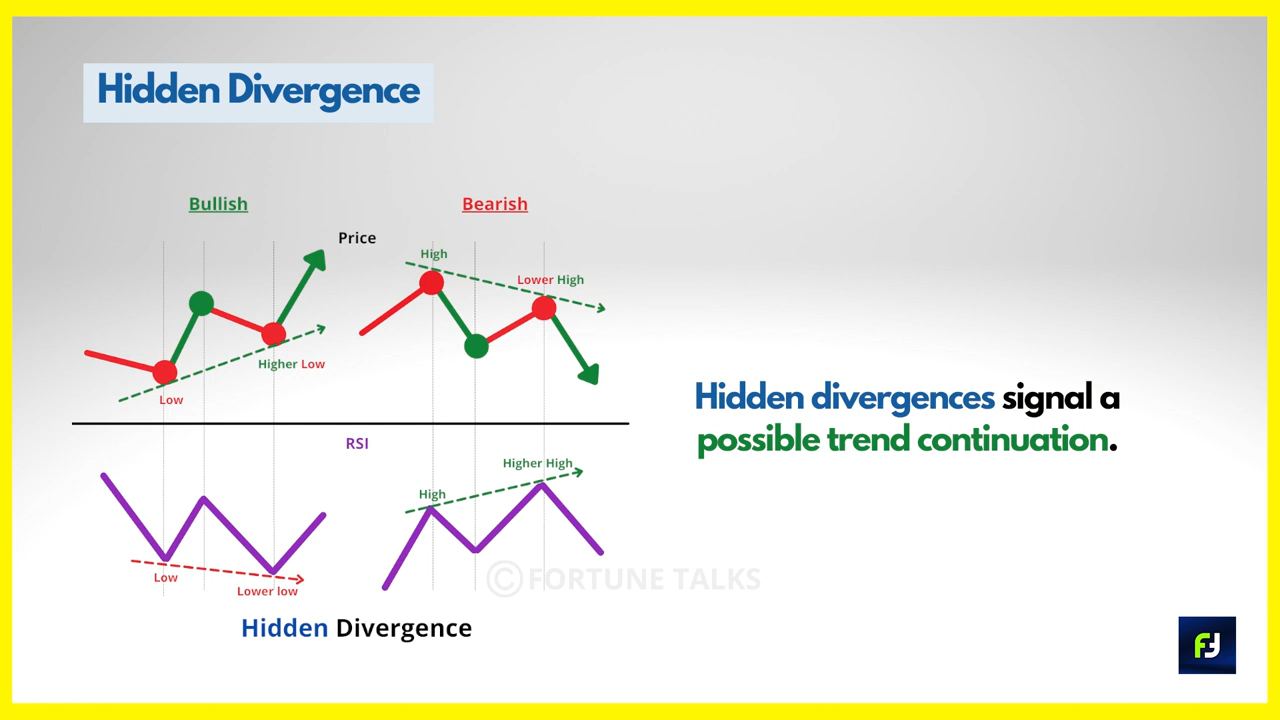 Hidden Divergence
Bullish
Bearish
Price
High
Lower High
Higher Low
Low
RSI
Higher High
High
Low
Lower low
© FORTUNE TALKS
Hidden Divergence
Hidden divergences signal a
possible trend continuation.